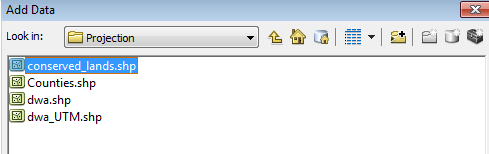 Add Data
Look in: Projection
conserved_lands.shp
Counties.shp
dwa.shp
dwa_UTM.shp